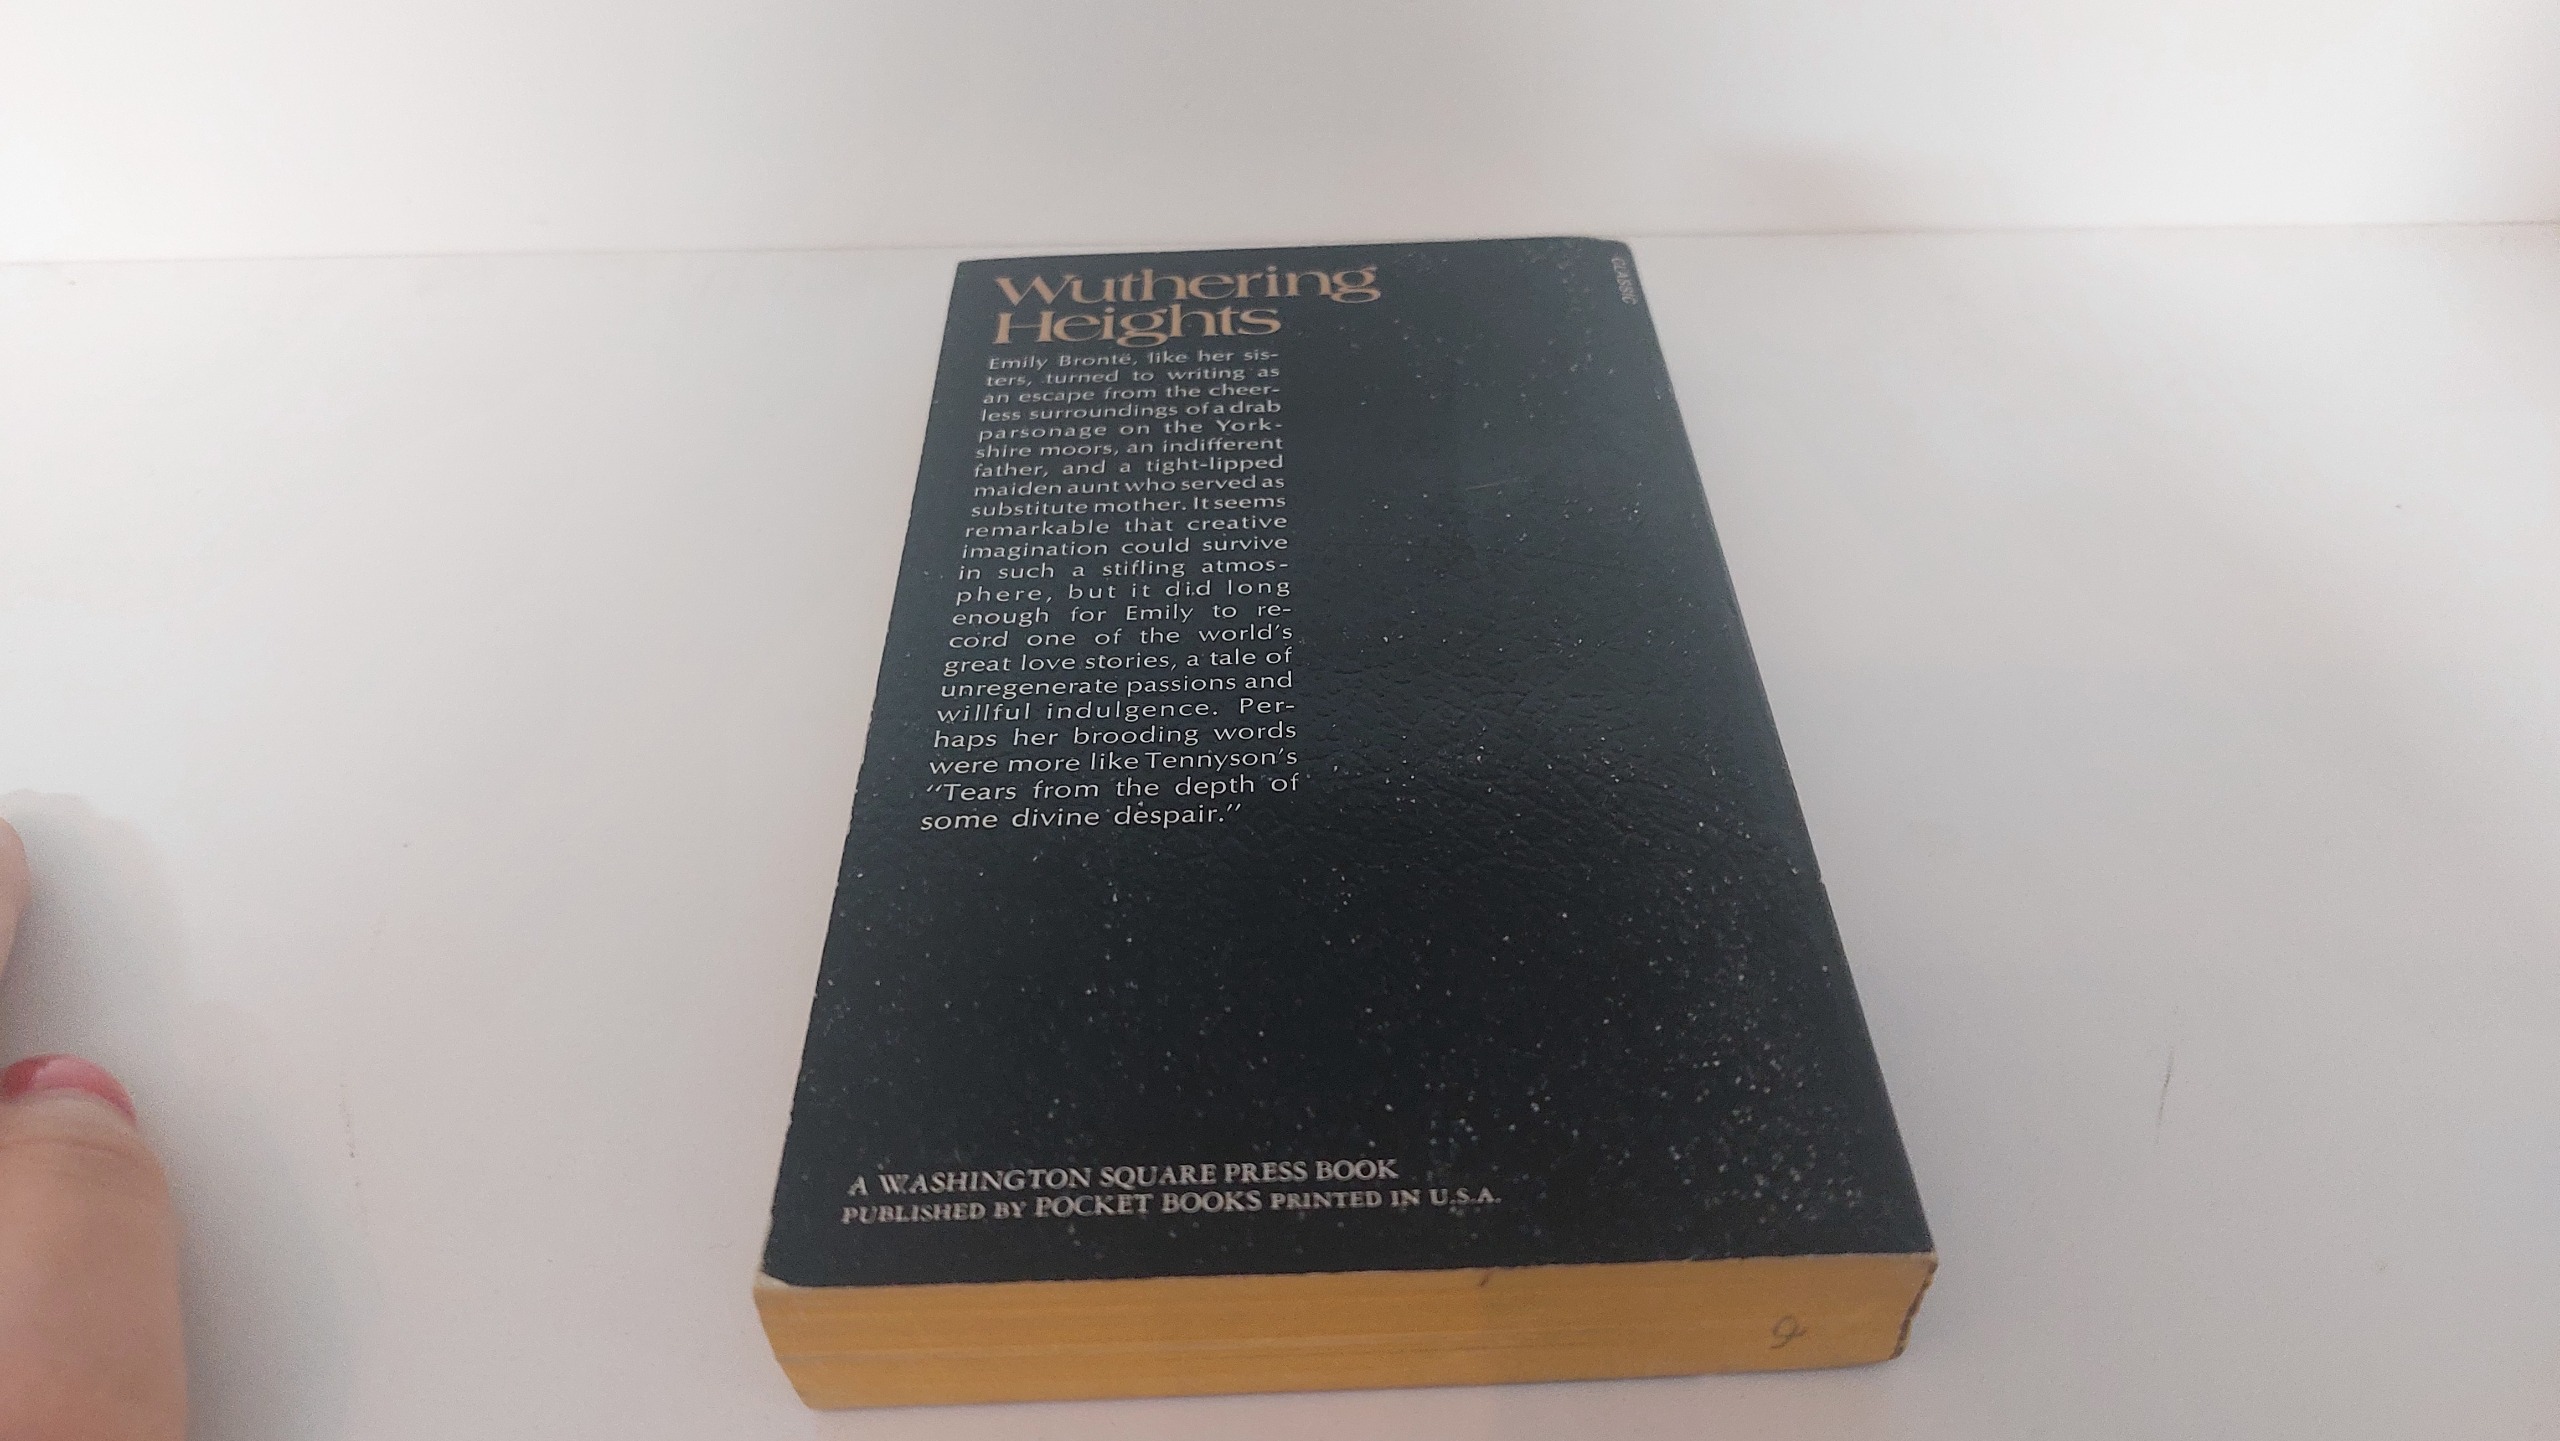 Wuthering
Heights
Emily Brontë, like her sis-
ters, turned to writing as
an escape from the cheer-
less surroundings of a drab
parsonage on the York-
shire moors, an indifferent
father, and a tight-lipped
maiden aunt who served as
substitute mother. It seems
remarkable that creative
imagination could survive
in such a stifling atmos-
phere, but it did long
enough for Emily to re-
cord one of the world's
great love stories, a tale of
unregenerate passions and
willful indulgence. Per-
haps her brooding words
were more like Tennyson's
"Tears from the depth of
some divine despair."
A WASHINGTON SQUARE PRESS BOOK
PUBLISHED BY POCKET BOOKS PRINTED IN U.S.A.
CLASSIC